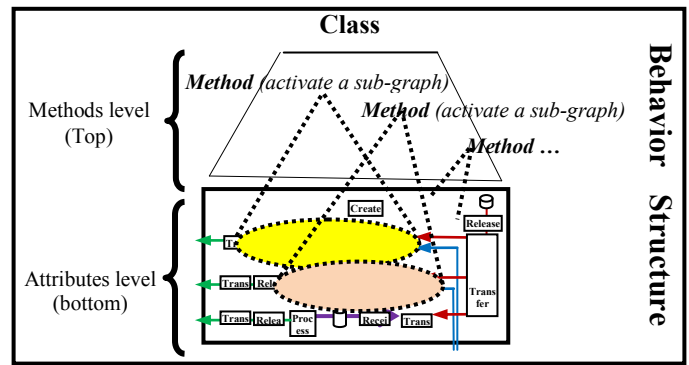 Class
Method (activate a sub-graph)
Method (activate a sub-graph)
Method ...
Methods level
(Top)
Behavior Structure
Create
Release
Attributes level
(bottom)
Trans
fer
Trans
Rele
Trans
Relea
Proc
ess
Recei
Trans